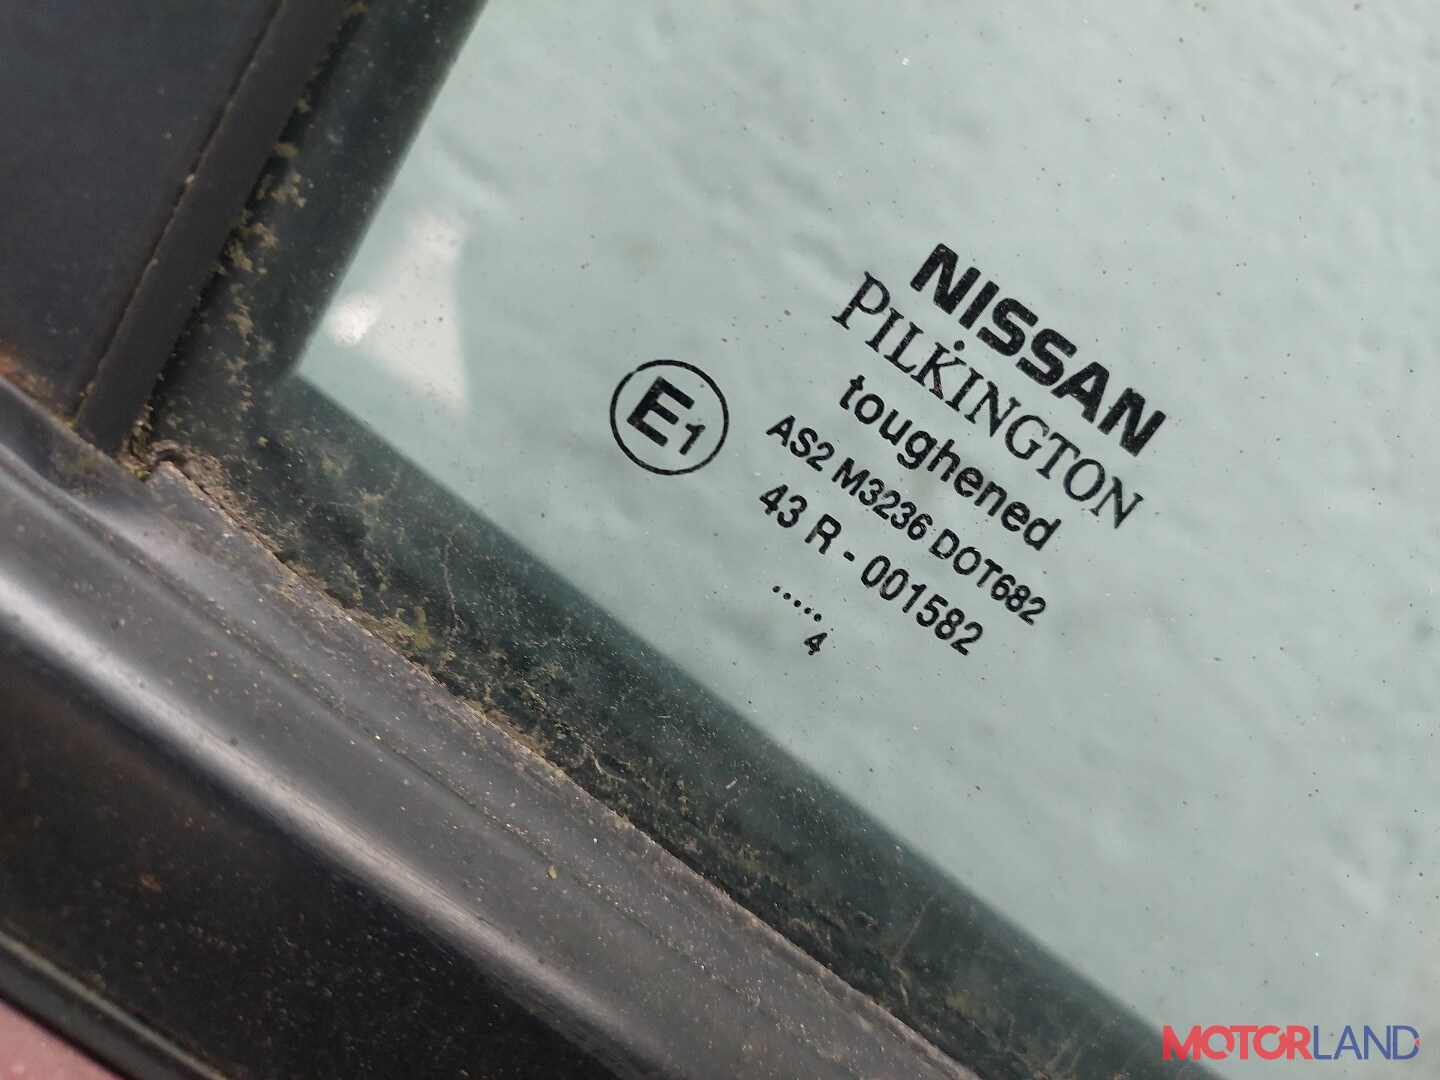 NISSAN
PILKINGTON
toughened
E1
AS2 M3236 DOT682
43 R - 001582
.....
4
MOTORLAND